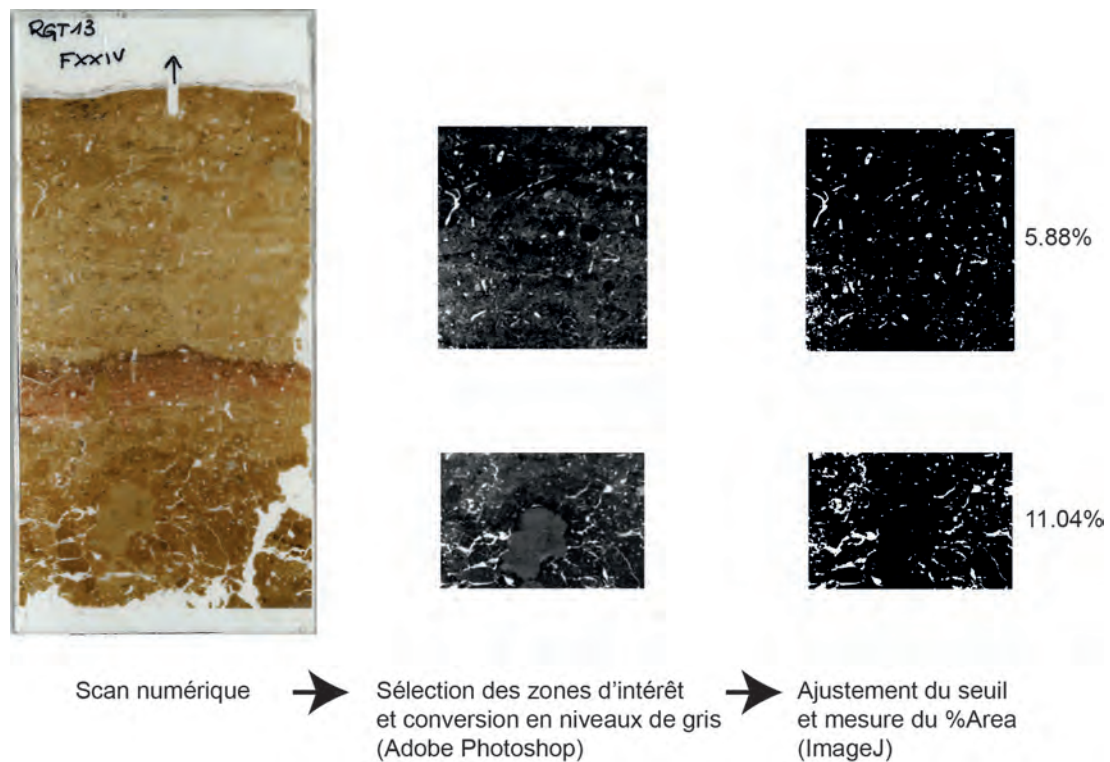 RGT13
FXXIV
5.88%
11.04%
Scan numérique
Sélection des zones d'intérêt
et conversion en niveaux de gris
(Adobe Photoshop)
Ajustement du seuil
et mesure du %Area
(ImageJ)